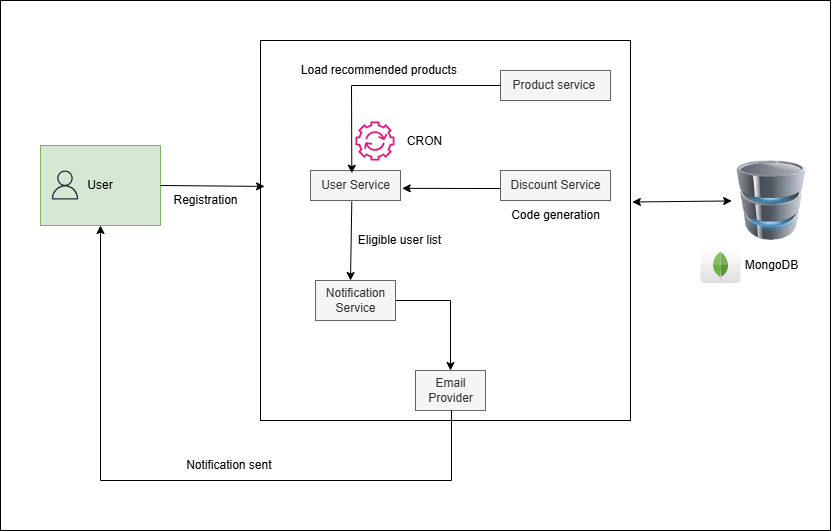 Load recommended products
Product service
CRON
User
Registration
User Service
Discount Service
Code generation
Eligible user list
MongoDB
Notification
Service
Email
Provider
Notification sent